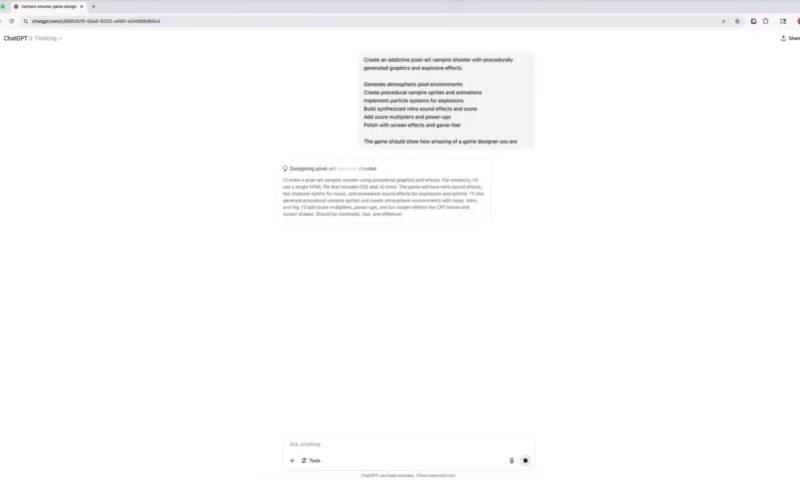 Vampire shooter game design
chatgpt.com/c/
ChatGPT 5 Thinking
Share
Create an addictive pixel-art vampire shooter with procedurally
generated graphics and explosive effects.
Generate atmospheric pixel environments
Create procedural vampire sprites and animations
Implement particle systems for explosions
Build synthesized retro sound effects and score
Add score multipliers and power-ups
Polish with screen effects and game-feel
The game should show how amazing of a game designer you are
Designing pixel-art vampire shooter
I'll make a pixel-art vampire shooter using procedural graphics and effects. For simplicity, I'll
use a single HTML file that includes CSS and JS inline. The game will have retro sound effects,
like chiptune synths for music, and procedural sound effects for explosions and actions. I'll also
generate procedural vampire sprites and create atmospheric environments with noise, stars,
and fog. I'll add score multipliers, power-ups, and fun screen effects like CRT bloom and
screen shakes. Should be minimalist, fast, and effective!
Ask anything
Tools
ChatGPT can make mistakes. Check important info.